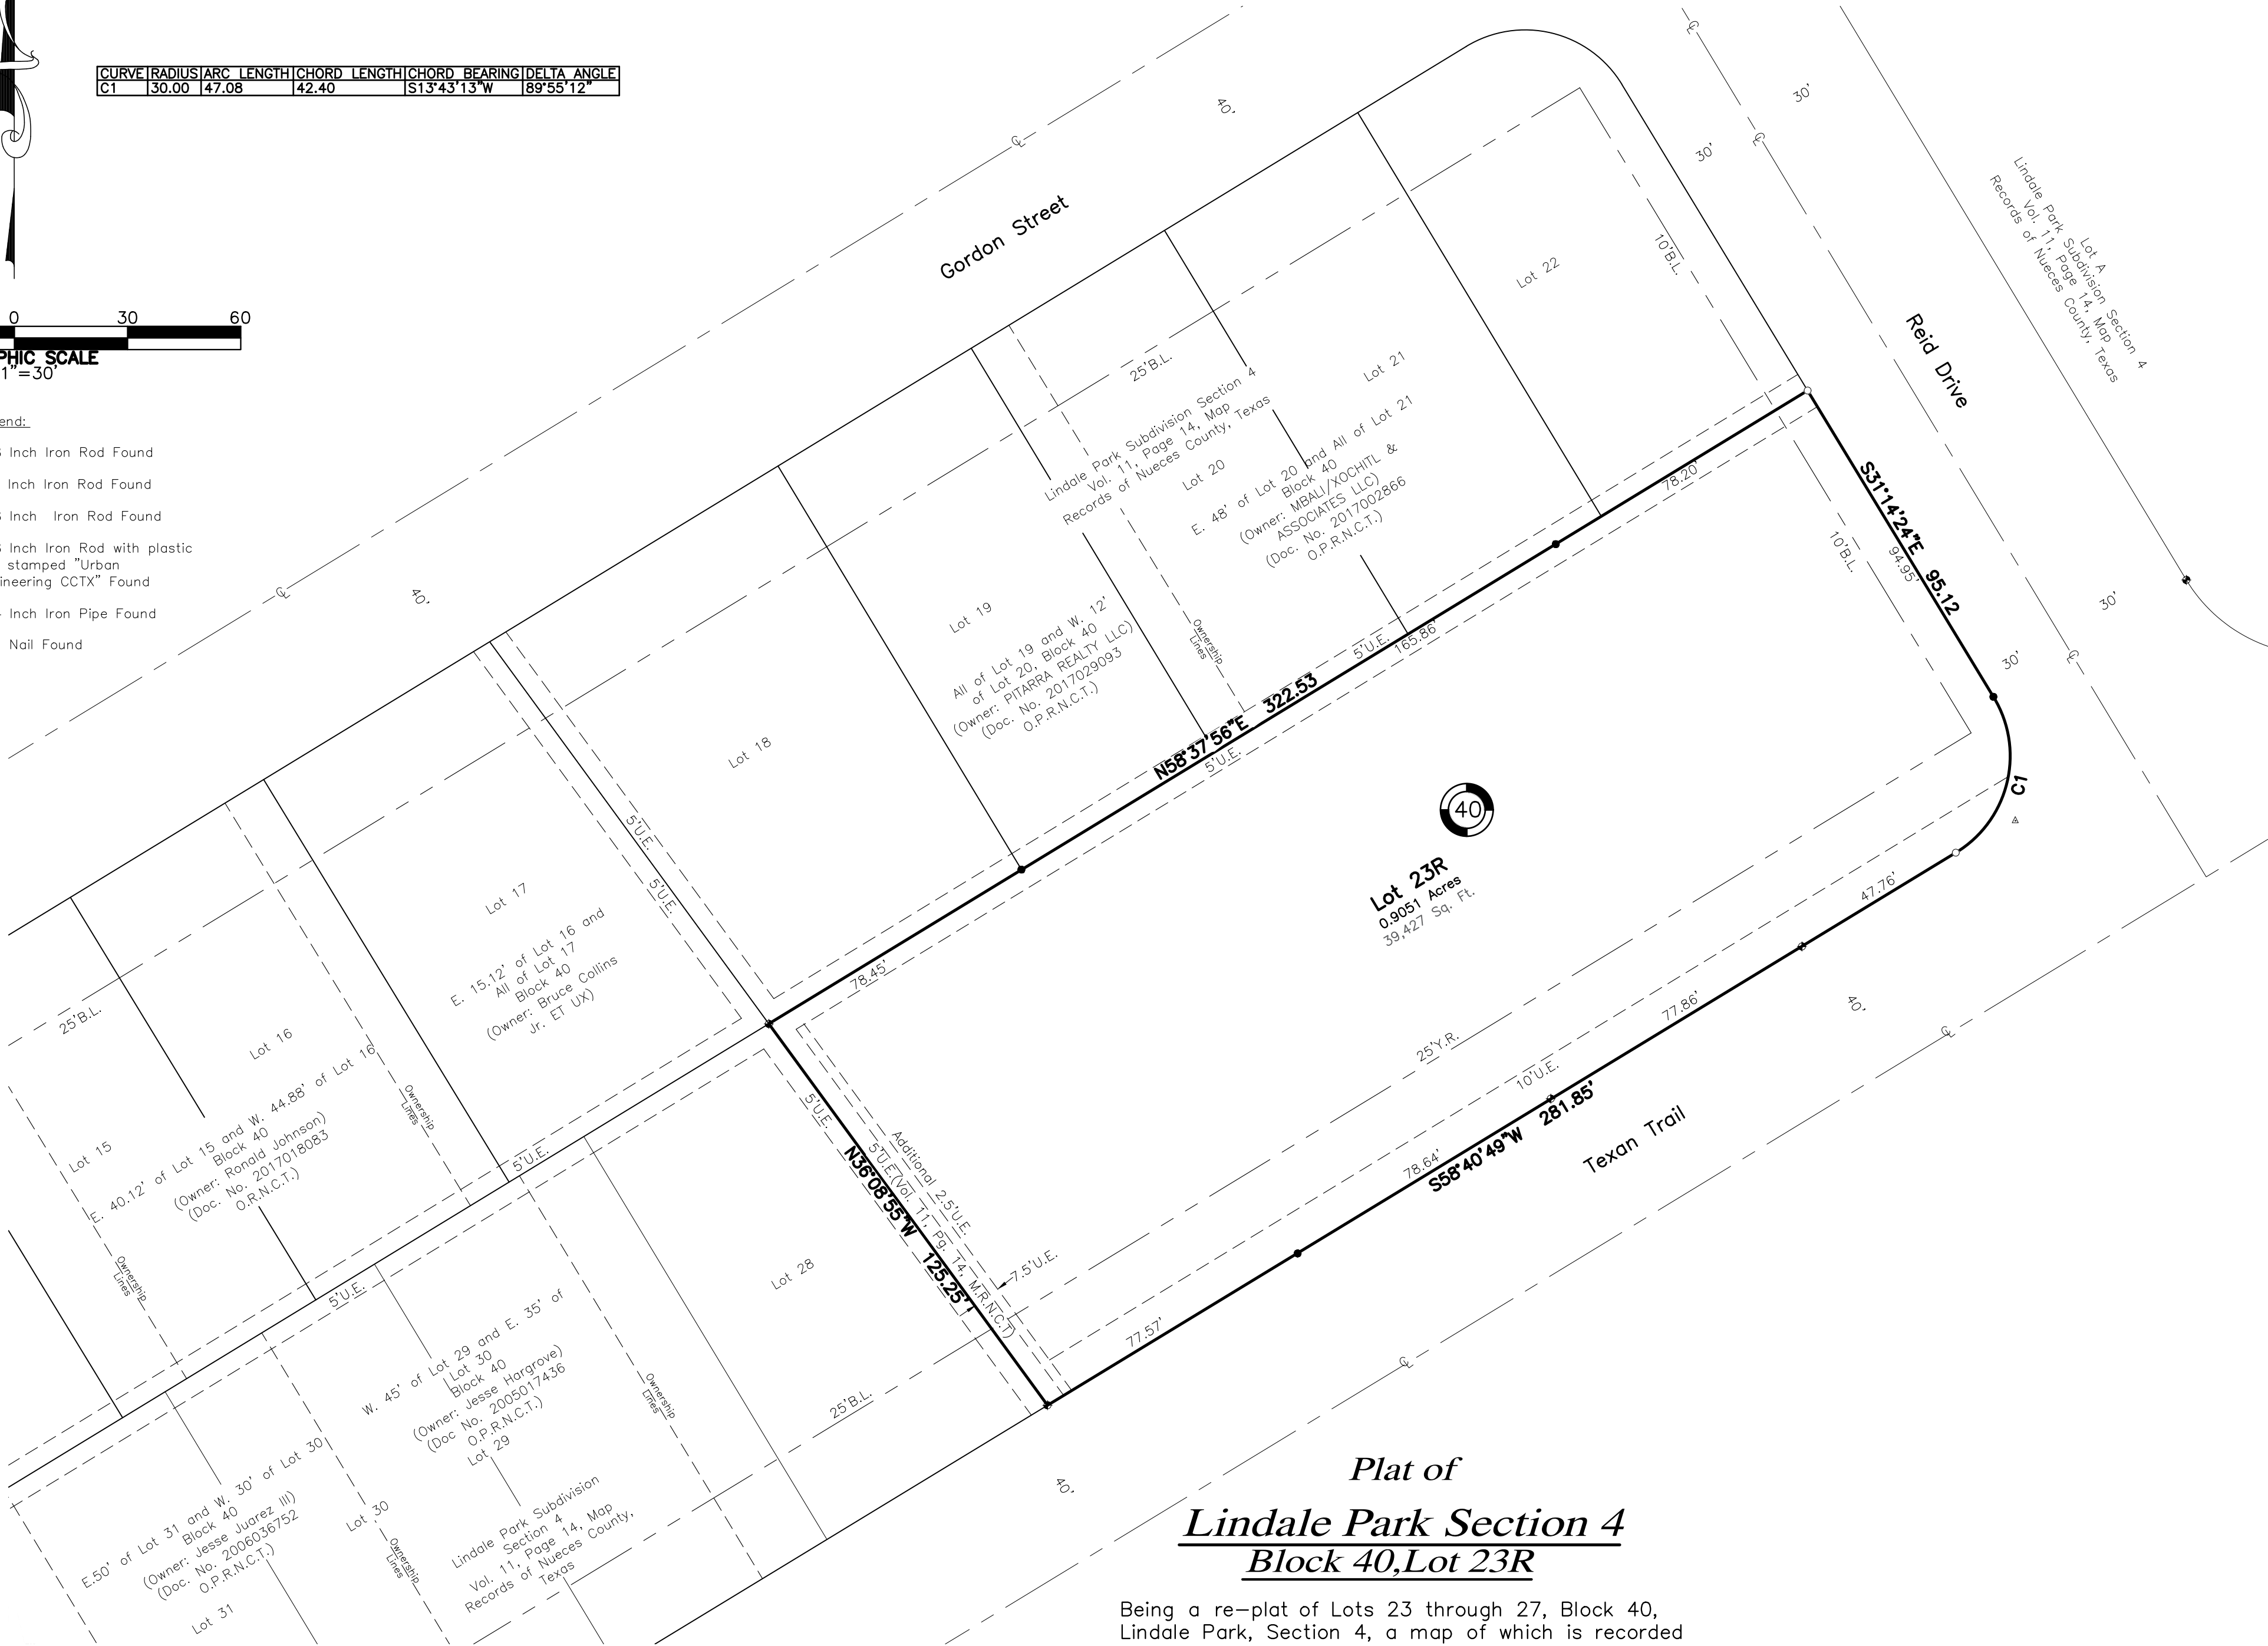 CURVE RADIUS ARC LENGTH CHORD LENGTH CHORD BEARING DELTA ANGLE
C1 30.00 47.08 42.40 S13°43'13"W 89°55'12"
0 30 60
PHIC SCALE
1"=30'
end:
Inch Iron Rod Found
Inch Iron Rod Found
Inch Iron Rod Found
Inch Iron Rod with plastic
stamped "Urban
ineering CCTX" Found
Inch Iron Pipe Found
Nail Found
Gordon Street
40'
40'
℄
℄
℄
℄
℄
30'
30'
30'
30'
Reid Drive
Lot A
Lindale Park Subdivision Section 4
Vol. 11, Page 14, Map
Records of Nueces County, Texas
10'B.L.
Lot 22
25'B.L.
Lindale Park Subdivision Section 4
Vol. 11, Page 14, Map
Records of Nueces County, Texas
Lot 21
Lot 20
E. 48' of Lot 20 and All of Lot 21
Block 40
(Owner: MBALI/XOCHITL &
ASSOCIATES LLC)
(Doc. No. 2017002866
O.P.R.N.C.T.)
Lot 19
All of Lot 19 and W. 12'
of Lot 20, Block 40
(Owner: PITARRA REALTY LLC)
(Doc. No. 2017029093
O.P.R.N.C.T.)
Ownership
Lines
Lot 18
5'U.E.
5'U.E.
78.20'
165.86'
5'U.E.
N58°37'56"E 322.53
5'U.E.
78.45'
S31°14'24"E 95.12
94.95'
10'B.L.
C1
40
Lot 23R
0.9051 Acres
39,427 Sq. Ft.
47.76'
77.86'
25'Y.R.
10'U.E.
78.64'
S58°40'49"W 281.85'
77.57'
Texan Trail
40'
℄
℄
40'
Lot 17
E. 15.12' of Lot 16 and
All of Lot 17
Block 40
(Owner: Bruce Collins
Jr. ET UX)
25'B.L.
Lot 16
Lot 15
E. 40.12' of Lot 15 and W. 44.88' of Lot 16
Block 40
(Owner: Ronald Johnson)
(Doc. No. 2017018083
O.R.N.C.T.)
Ownership
Lines
Ownership
Lines
5'U.E.
5'U.E.
5'U.E.
N36°08'55"W 125.25'
Additional 2.5'U.E.
5'U.E.(Vol. 11, Pg. 14, M.R.N.C.T)
7.5'U.E.
Lot 28
25'B.L.
W. 45' of Lot 29 and E. 35' of
Lot 30
Block 40
(Owner: Jesse Hargrove)
(Doc No. 2005017436
O.P.R.N.C.T.)
Lot 29
Ownership
Lines
Lindale Park Subdivision
Section 4
Vol. 11, Page 14, Map
Records of Nueces County,
Texas
E.50' of Lot 31 and W. 30' of Lot 30
Block 40
(Owner: Jesse Juarez III)
(Doc. No. 2006036752
O.P.R.N.C.T.)
Lot 30
Lot 31
Ownership
Lines
Plat of
Lindale Park Section 4
Block 40,Lot 23R
Being a re-plat of Lots 23 through 27, Block 40,
Lindale Park, Section 4, a map of which is recorded